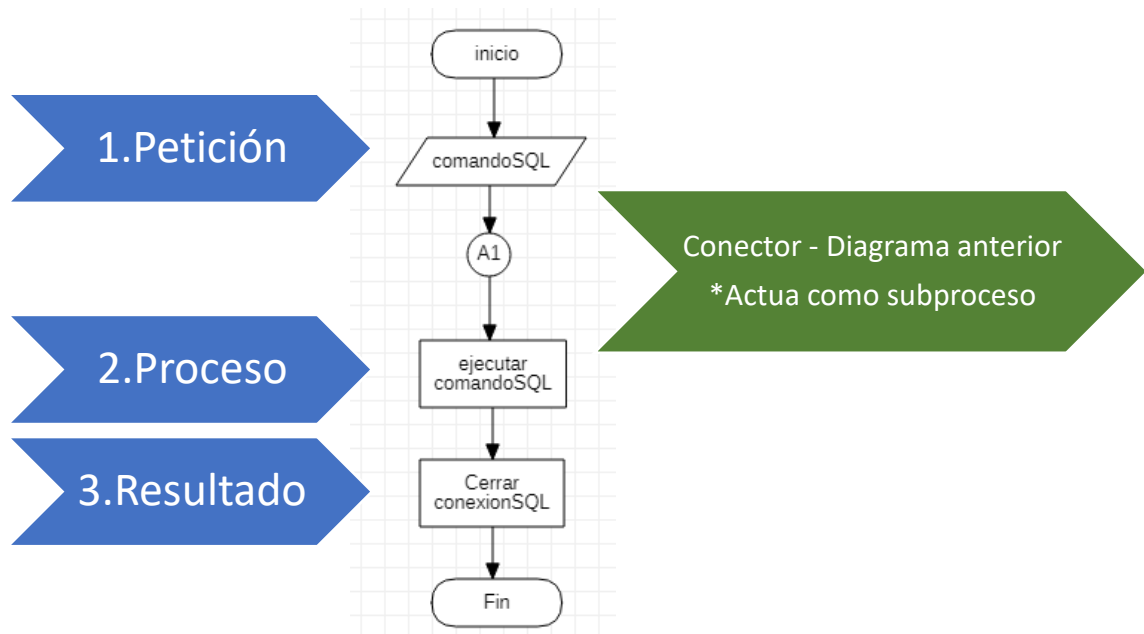 inicio
1.Petición
comandoSQL
A1
Conector - Diagrama anterior
*Actua como subproceso
2.Proceso
ejecutar
comandoSQL
3.Resultado
Cerrar
conexionSQL
Fin